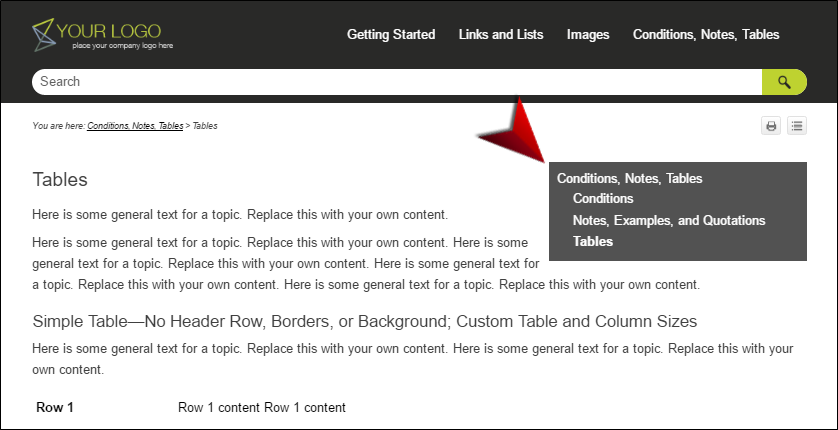 YOUR LOGO
place your company logo here
Getting Started Links and Lists Images Conditions, Notes, Tables
Search
You are here: Conditions, Notes, Tables > Tables
Tables
Here is some general text for a topic. Replace this with your own content.
Here is some general text for a topic. Replace this with your own content. Here is some
general text for a topic. Replace this with your own content. Here is some general text for
a topic. Replace this with your own content. Here is some general text for a topic. Replace this with your own content.
Conditions, Notes, Tables
Conditions
Notes, Examples, and Quotations
Tables
Simple Table—No Header Row, Borders, or Background; Custom Table and Column Sizes
Here is some general text for a topic. Replace this with your own content. Here is some general text for a topic. Replace this with your
own content.
Row 1 Row 1 content Row 1 content